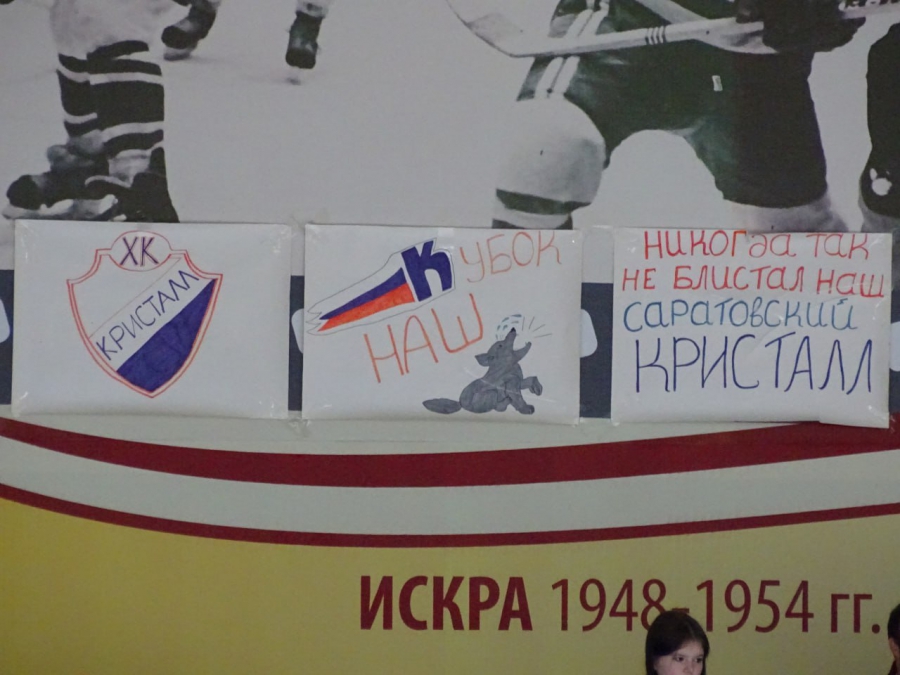 ХК
КРИСТАЛЛ
КУБОК
НАШ
НИКОГДА ТАК
НЕ БЛИСТАЛ НАШ
САРАТОВСКИЙ
КРИСТАЛЛ
ИСКРА 1948-1954 гг.